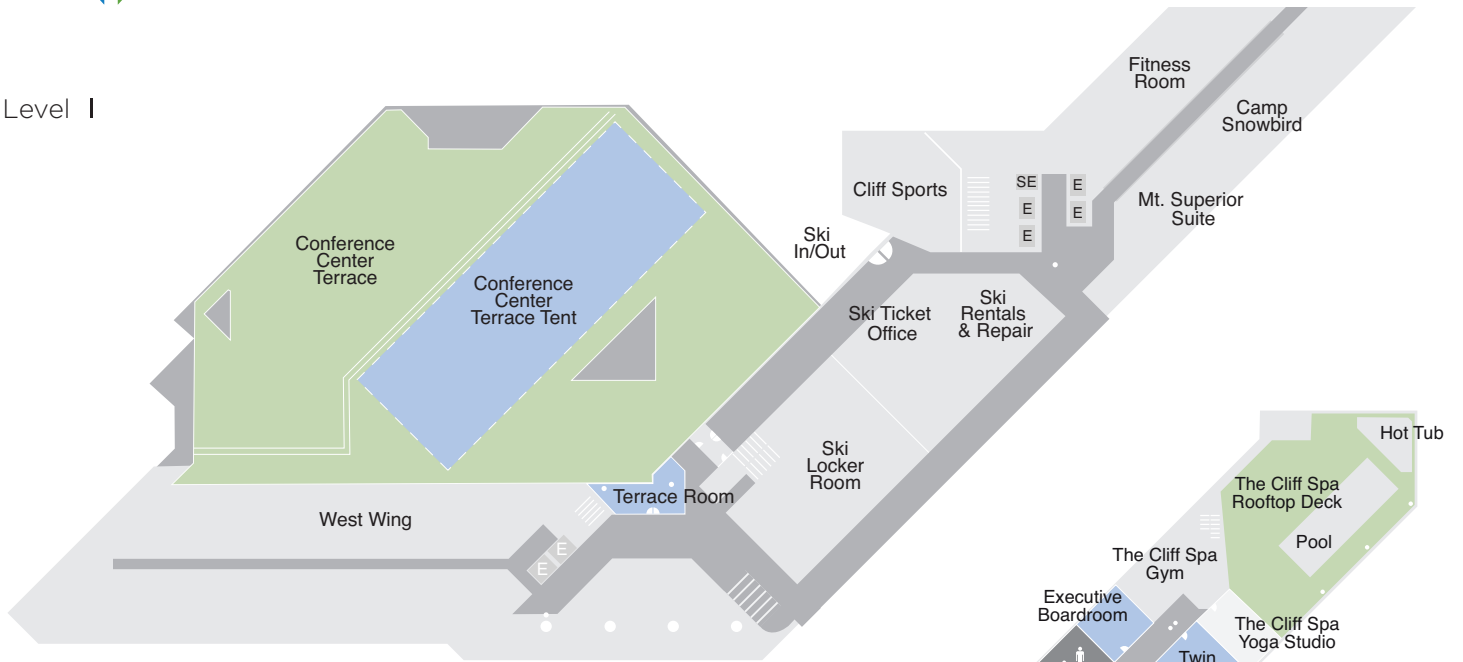 Level 1
Fitness
Room
Camp
Snowbird
Cliff Sports
SE
E
E
E
E
Mt. Superior
Suite
Ski
In/Out
Conference
Center
Terrace
Conference
Center
Terrace Tent
Ski Ticket
Office
Ski
Rentals
& Repair
Ski
Locker
Room
Terrace Room
West Wing
E
E
Hot Tub
The Cliff Spa
Rooftop Deck
Pool
The Cliff Spa
Gym
Executive
Boardroom
The Cliff Spa
Yoga Studio
Twin